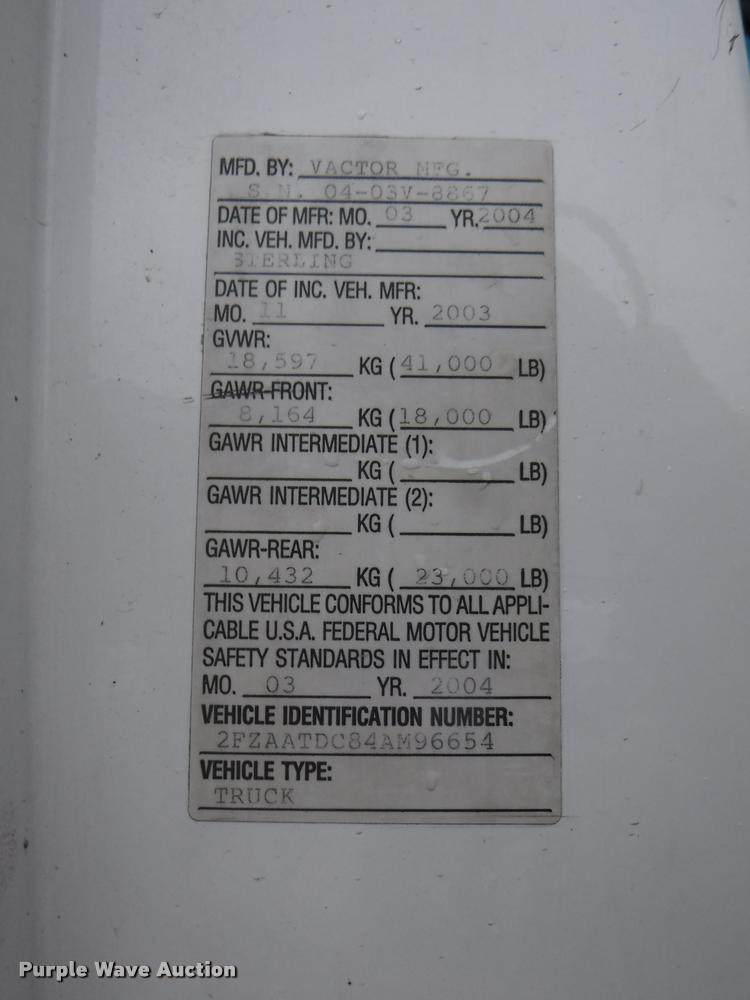 MFD. BY: VACTOR MFG.
S.N. 04-03V-8867
DATE OF MFR: MO. 03 YR. 2004
INC. VEH. MFD. BY:
STERLING
DATE OF INC. VEH. MFR:
MO. 11 YR. 2003
GVWR:
18,597 KG (41,000 LB)
GAWR-FRONT:
8,164 KG (18,000 LB)
GAWR INTERMEDIATE (1):
KG ( LB)
GAWR INTERMEDIATE (2):
KG ( LB)
GAWR-REAR:
10,432 KG ( 23,000 LB)
THIS VEHICLE CONFORMS TO ALL APPLI-
CABLE U.S.A. FEDERAL MOTOR VEHICLE
SAFETY STANDARDS IN EFFECT IN:
MO. 03 YR. 2004
VEHICLE IDENTIFICATION NUMBER:
2FZAATDC84AM96654
VEHICLE TYPE:
TRUCK
Purple Wave Auction